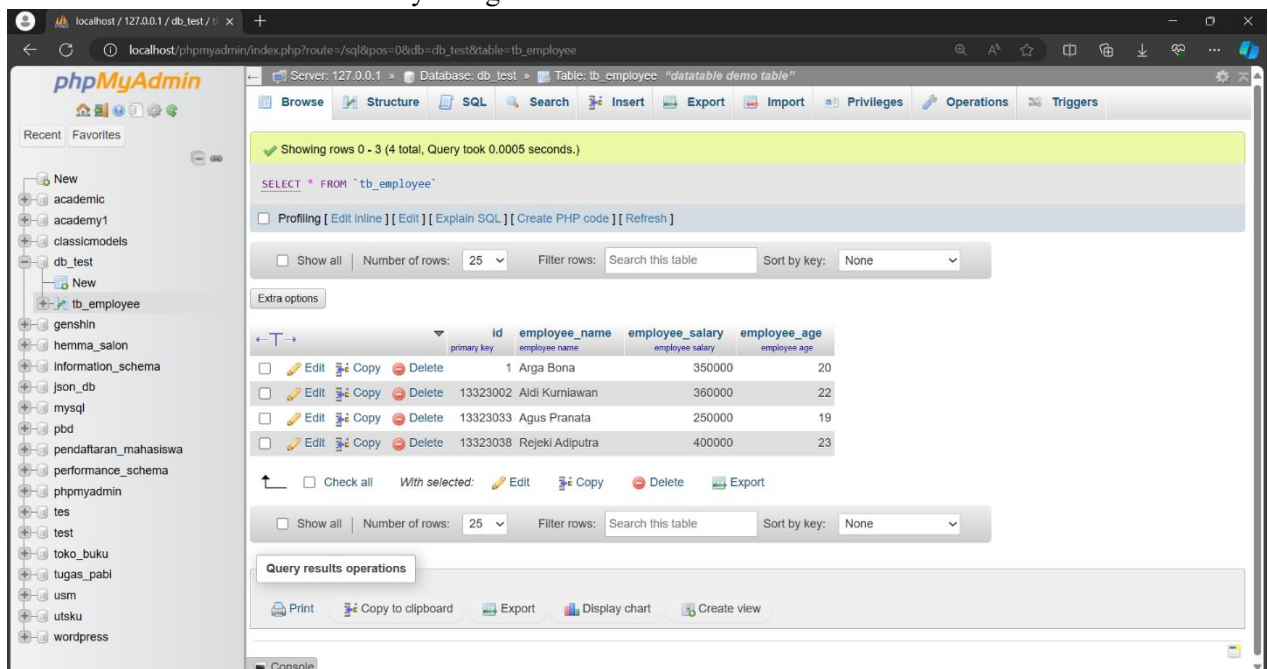 localhost / 127.0.0.1 / db_test / t
localhost/phpmyadmin/index.php?route=/sql&pos=0&db=db_test&table=tb_employee
phpMyAdmin
Recent Favorites
New
academic
academy1
classicmodels
db_test
New
tb_employee
genshin
hemma_salon
information_schema
json_db
mysql
pbd
pendaftaran_mahasiswa
performance_schema
phpmyadmin
tes
test
toko_buku
tugas_pabi
usm
utsku
wordpress
Server: 127.0.0.1 » Database: db_test » Table: tb_employee "datatable demo table"
Browse Structure SQL Search Insert Export Import Privileges Operations Triggers
Showing rows 0 - 3 (4 total, Query took 0.0005 seconds.)
SELECT * FROM `tb_employee`
Profiling [ Edit inline ] [ Edit ] [ Explain SQL ] [ Create PHP code ] [ Refresh ]
Show all | Number of rows: 25 Filter rows: Search this table Sort by key: None
Extra options
←T→ id employee_name employee_salary employee_age
primary key employee name employee salary employee age
Edit Copy Delete 1 Arga Bona 350000 20
Edit Copy Delete 13323002 Aldi Kurniawan 360000 22
Edit Copy Delete 13323033 Agus Pranata 250000 19
Edit Copy Delete 13323038 Rejeki Adiputra 400000 23
Check all With selected: Edit Copy Delete Export
Show all | Number of rows: 25 Filter rows: Search this table Sort by key: None
Query results operations
Print Copy to clipboard Export Display chart Create view
Console